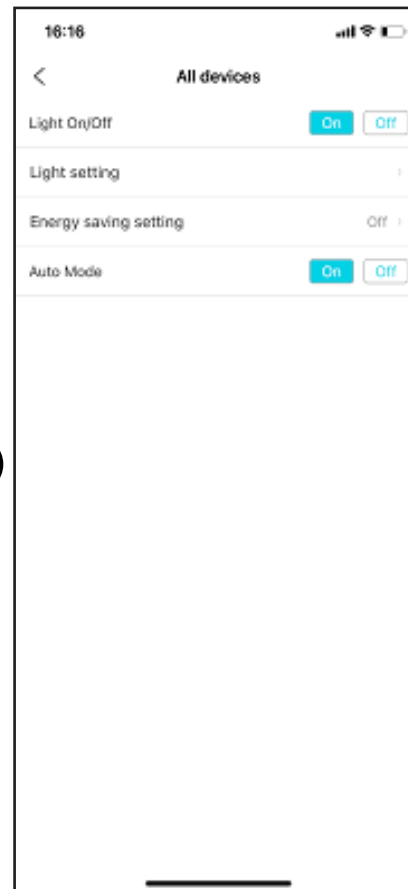 16:16
All devices
Light On/Off On Off
Light setting
Energy saving setting Off
Auto Mode On Off